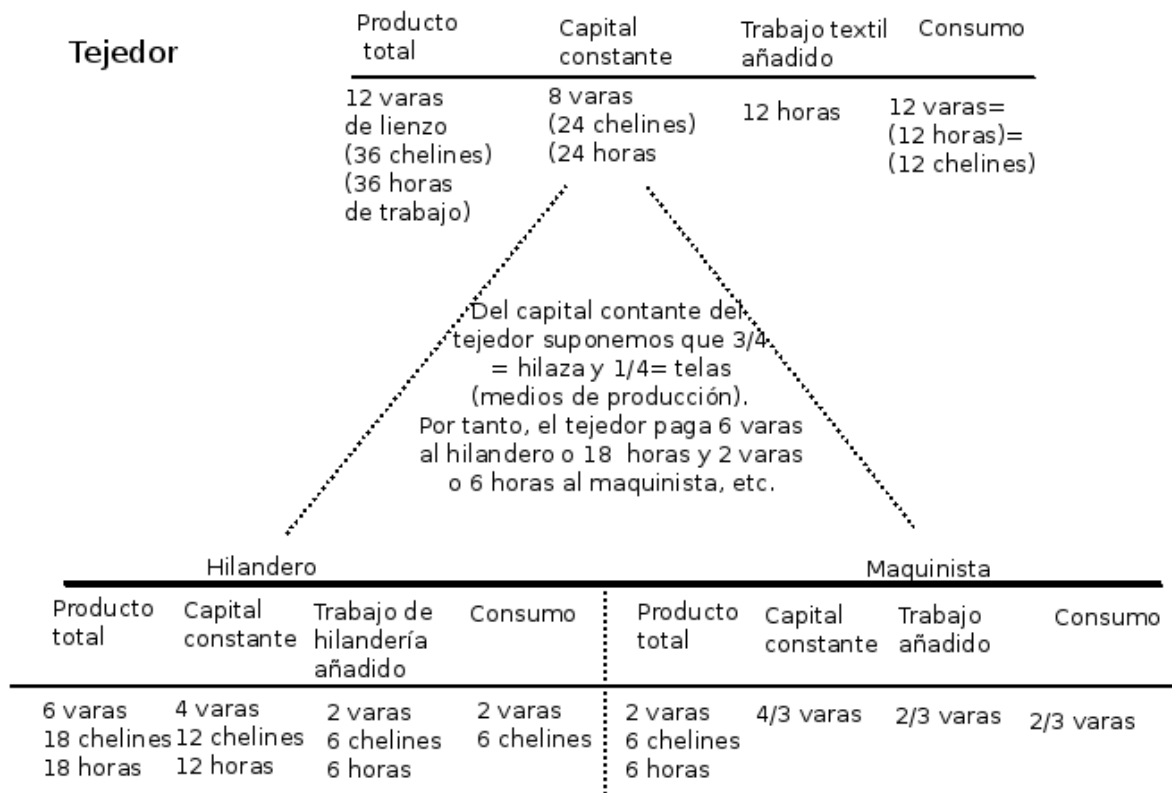 Tejedor
Producto total
Capital constante
Trabajo textil añadido
Consumo
12 varas
de lienzo
(36 chelines)
(36 horas
de trabajo)
8 varas
(24 chelines)
(24 horas
12 horas
12 varas=
(12 horas)=
(12 chelines)
Del capital contante del
tejedor suponemos que 3/4
= hilaza y 1/4= telas
(medios de producción).
Por tanto, el tejedor paga 6 varas
al hilandero o 18 horas y 2 varas
o 6 horas al maquinista, etc.
Hilandero
Producto
total
Capital
constante
Trabajo de
hilandería
añadido
Consumo
6 varas
18 chelines
18 horas
4 varas
12 chelines
12 horas
2 varas
6 chelines
6 horas
2 varas
6 chelines
Maquinista
Producto
total
Capital
constante
Trabajo
añadido
Consumo
2 varas
6 chelines
6 horas
4/3 varas
2/3 varas
2/3 varas